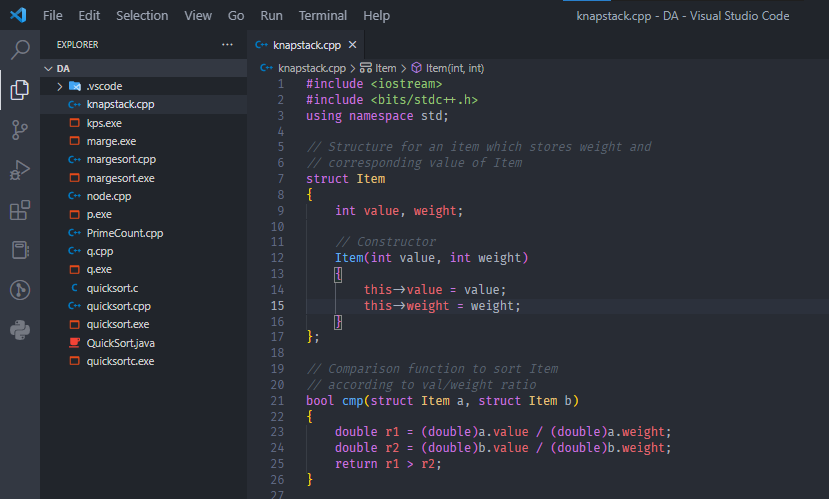 File Edit Selection View Go Run Terminal Help knapstack.cpp - DA - Visual Studio Code
EXPLORER ···
DA
.vscode
knapstack.cpp
kps.exe
marge.exe
margesort.cpp
margesort.exe
node.cpp
p.exe
PrimeCount.cpp
q.cpp
q.exe
quicksort.c
quicksort.cpp
quicksort.exe
QuickSort.java
quicksortc.exe
knapstack.cpp ×
knapstack.cpp > Item > Item(int, int)
1 #include <iostream>
2 #include <bits/stdc++.h>
3 using namespace std;
4
5 // Structure for an item which stores weight and
6 // corresponding value of Item
7 struct Item
8 {
9     int value, weight;
10
11     // Constructor
12     Item(int value, int weight)
13     {
14         this->value = value;
15         this->weight = weight;
16     }
17 };
18
19 // Comparison function to sort Item
20 // according to val/weight ratio
21 bool cmp(struct Item a, struct Item b)
22 {
23     double r1 = (double)a.value / (double)a.weight;
24     double r2 = (double)b.value / (double)b.weight;
25     return r1 > r2;
26 }
27